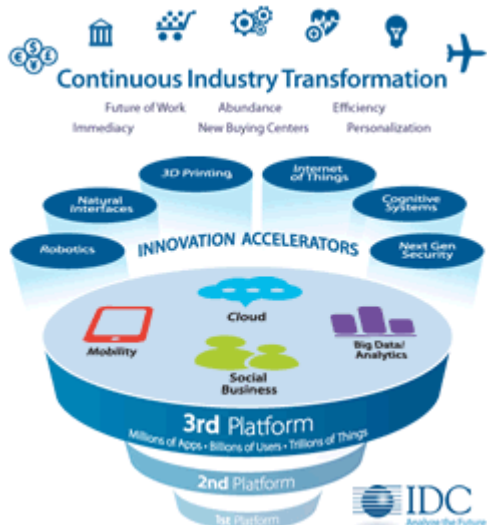 Continuous Industry Transformation
Future of Work Abundance Efficiency
Immediacy New Buying Centers Personalization
3D Printing
Internet
of Things
Natural
Interfaces
Cognitive
Systems
Robotics
INNOVATION ACCELERATORS
Next Gen
Security
Cloud
Mobility
Big Data/
Analytics
Social
Business
3rd Platform
Millions of Apps • Billions of Users • Trillions of Things
2nd Platform
1st Platform
IDC
Analyze the Future